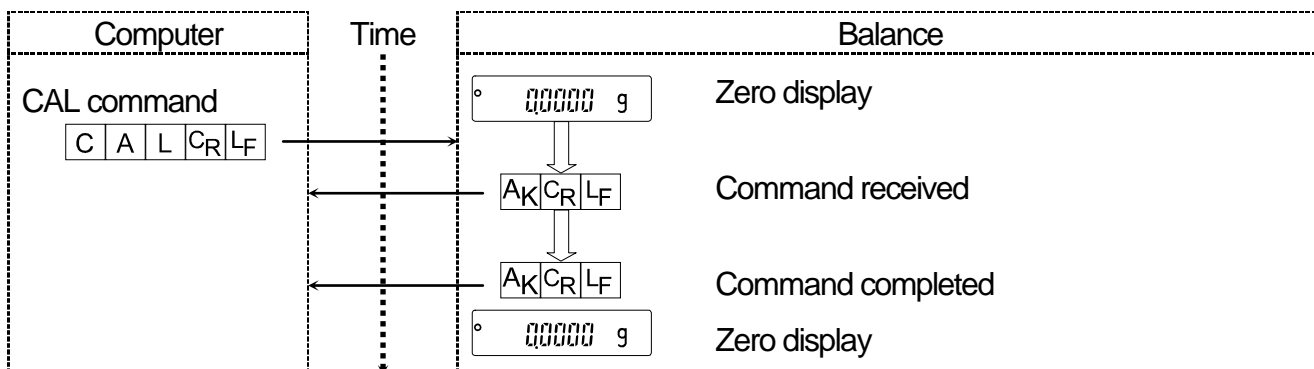 Computer Time Balance
0.0000 g Zero display
CAL command
C A L CR LF
AK CR LF Command received
AK CR LF Command completed
0.0000 g Zero display